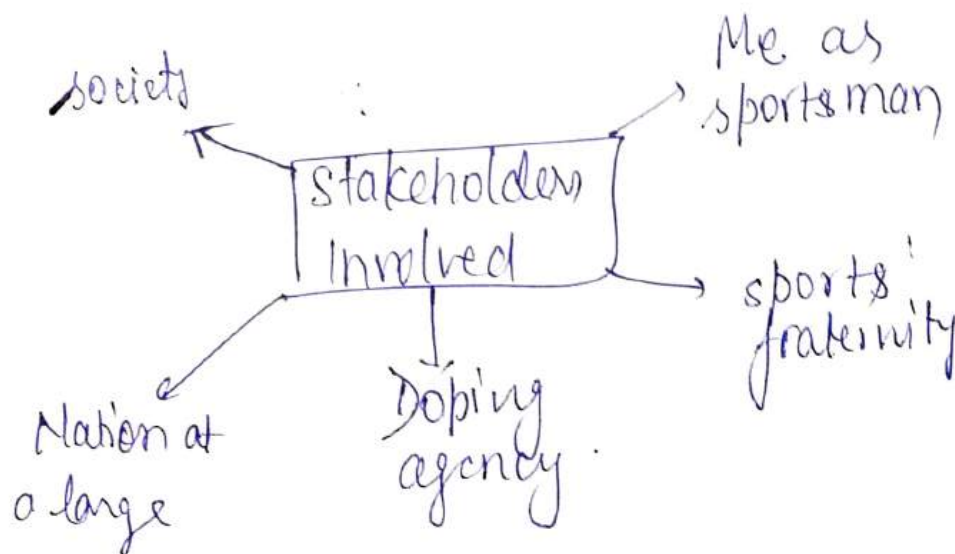 society
Me as
sportsman
Stakeholders
Involved
sports
fraternity
Doping
agency.
Nation at
a large